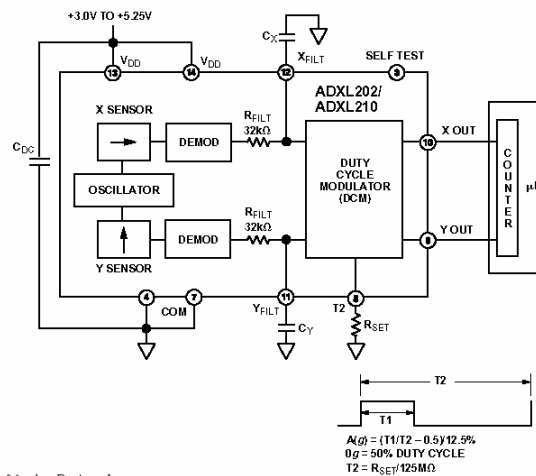 +3.0V TO +5.25V
CX
XFILT
SELF TEST
13
VDD
14
VDD
12
3
ADXL202/
ADXL210
X SENSOR
DEMOD
RFILT
32kΩ
10
X OUT
CDC
OSCILLATOR
DUTY
CYCLE
MODULATOR
(DCM)
COUNTER
RFILT
32kΩ
DEMOD
9
Y OUT
Y SENSOR
4
COM
7
YFILT
11
T2
5
CY
RSET
T2
T1
A(g) = (T1/T2 – 0.5)/12.5%
0g = 50% DUTY CYCLE
T2 = RSET/125MΩ